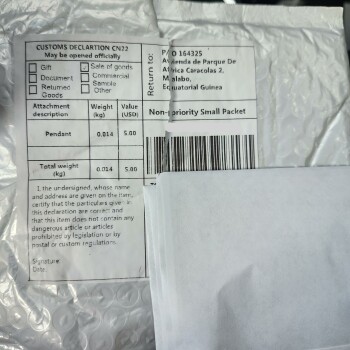 CUSTOMS DECLARTION CN22
May be opened officially
Gift
Sale of goods
Document
Commercial
Sample
Returned Goods
Other
Attachment description
Weight (kg)
Value (USD)
Pendant
0.014
5.00
Total weight (kg)
0.014
5.00
I, the undersigned, whose name
and address are given on the item,
certify that the particulars given in
this declaration are correct and
that this item does not contain any
dangerous article or articles
prohibited by legislation or by
postal or custom regulations.
Signature
Date
Return to:
P/O 164325
Avenida de Parque De
Africa Caracolas 2,
Malabo,
Equatorial Guinea
Non-priority Small Packet